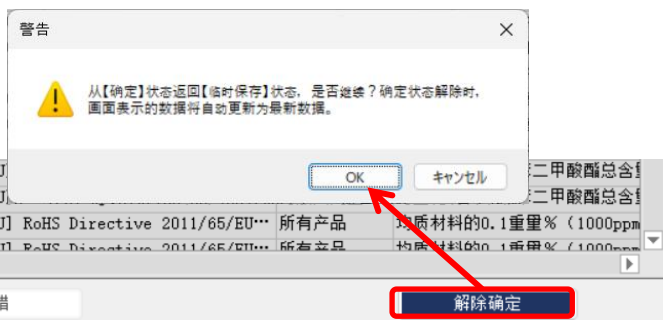 警告
从【确定】状态返回【临时保存】状态，是否继续？确定状态解除时，
画面表示的数据将自动更新为最新数据。
OK
キャンセル
二甲酸酯总含
二甲酸酯总含
U] RoHS Directive 2011/65/EU… 所有产品 均质材料的0.1重量%（1000ppm
U] RoHS Directive 2011/65/EU… 所有产品 均质材料的0.1重量%（1000ppm
解除确定